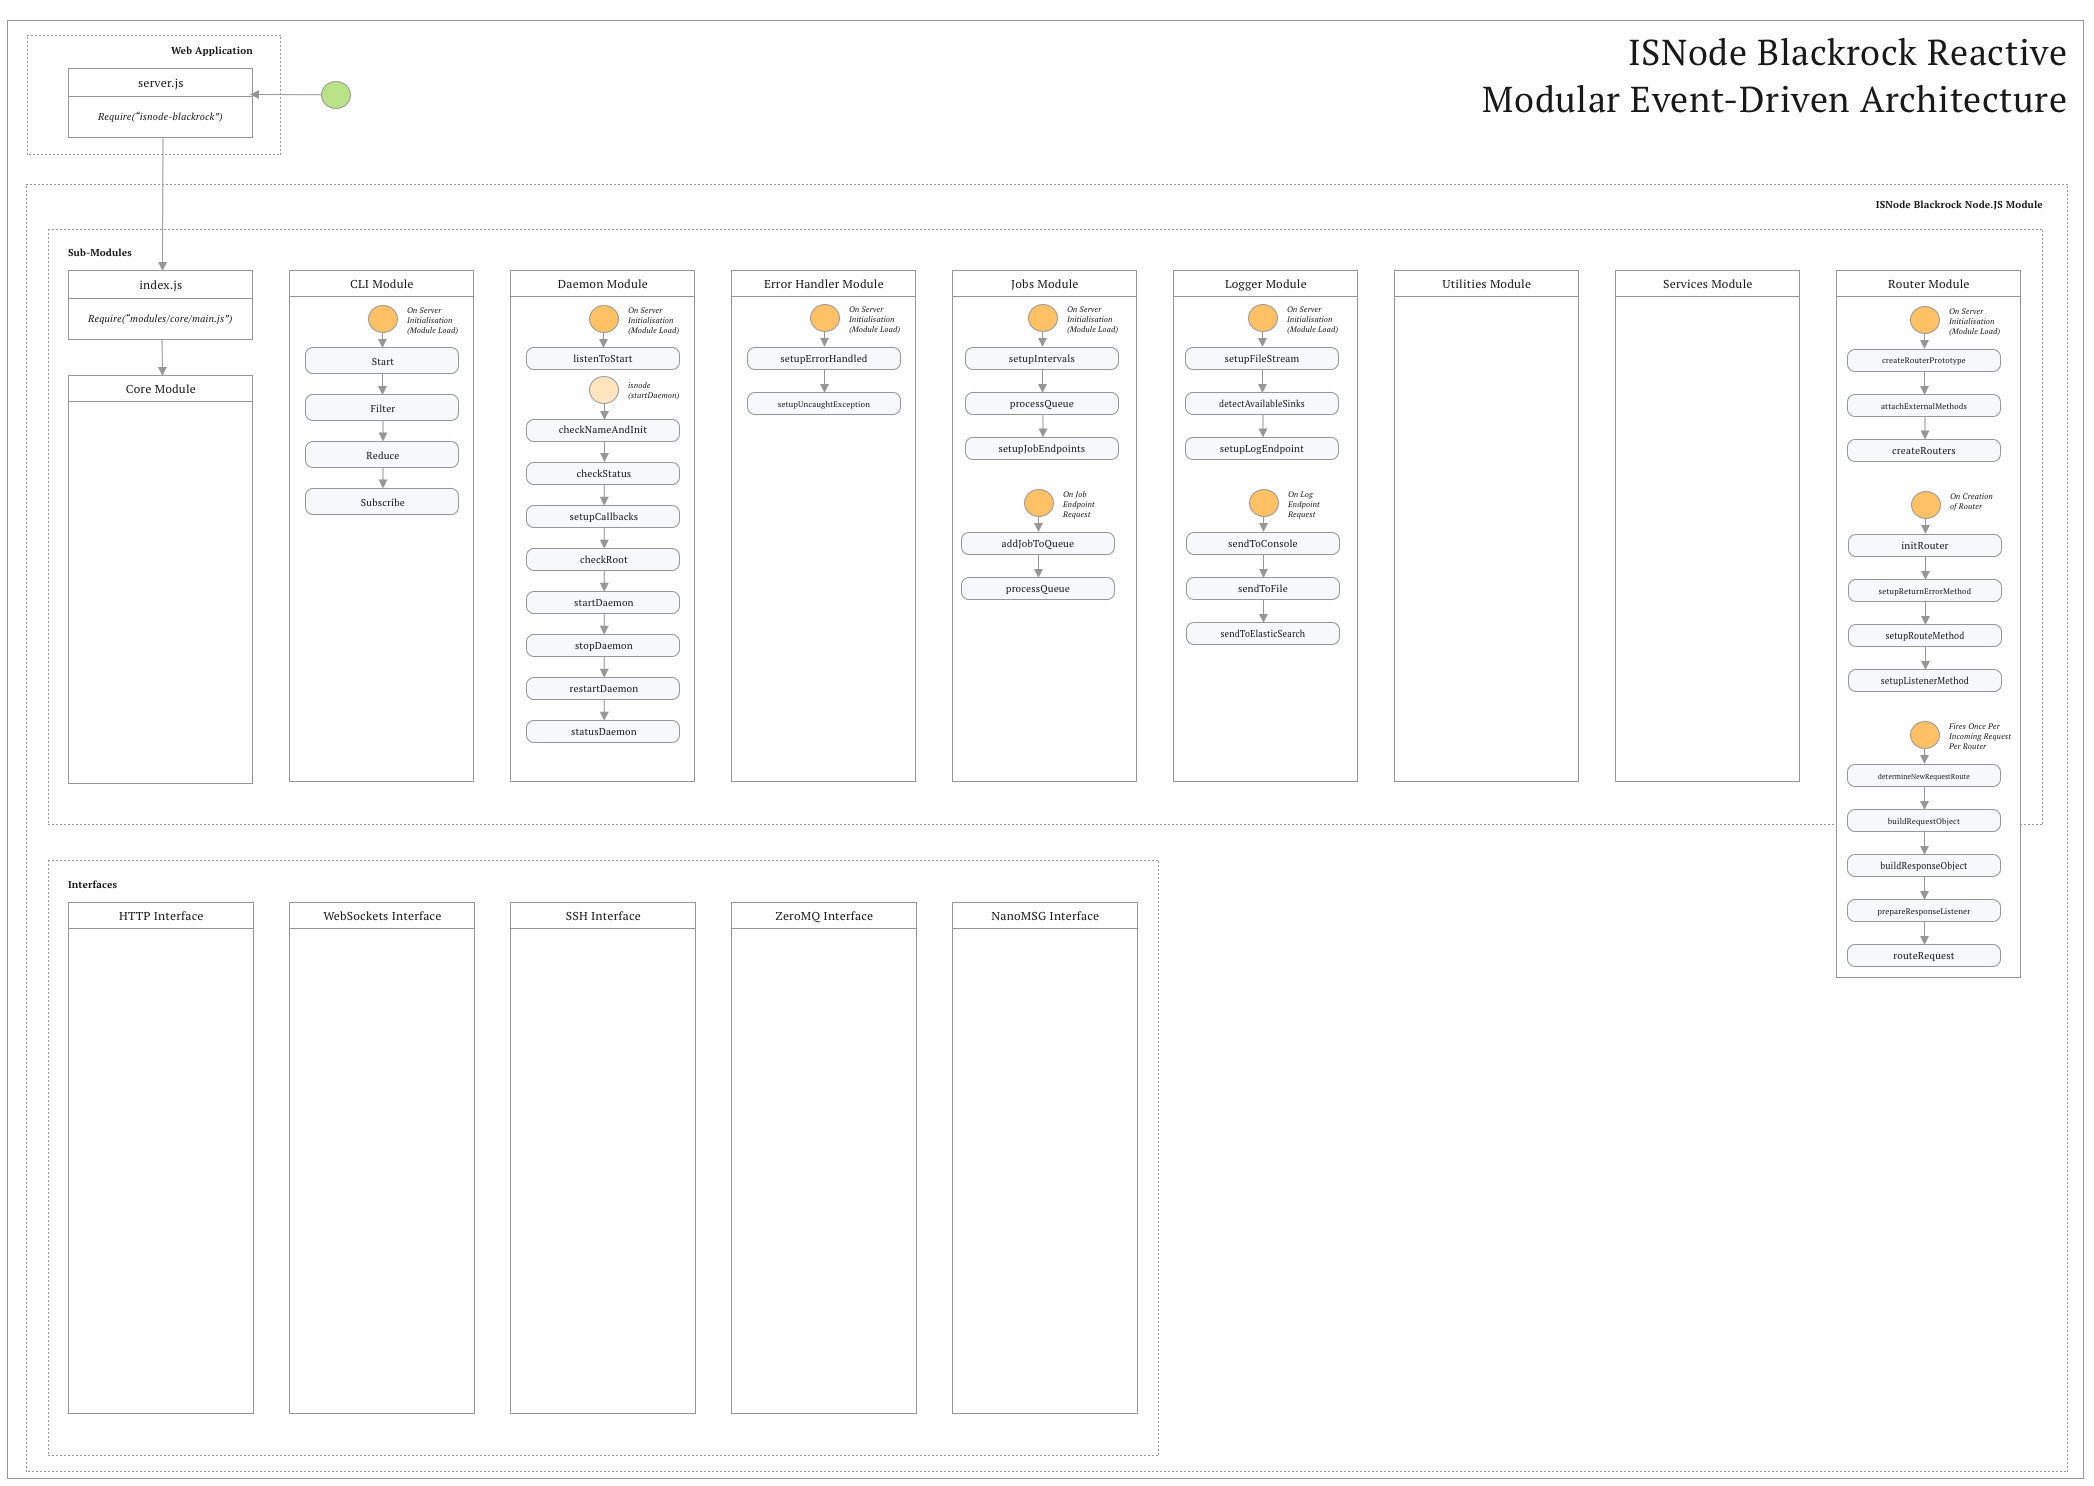 ISNode Blackrock Reactive
Modular Event-Driven Architecture
Web Application
server.js
Require(“isnode-blackrock”)
ISNode Blackrock Node.JS Module
Sub-Modules
index.js
Require(“modules/core/main.js”)
Core Module
CLI Module
On Server
Initialisation
(Module Load)
Start
Filter
Reduce
Subscribe
Daemon Module
On Server
Initialisation
(Module Load)
listenToStart
isnode
(startDaemon)
checkNameAndInit
checkStatus
setupCallbacks
checkRoot
startDaemon
stopDaemon
restartDaemon
statusDaemon
Error Handler Module
On Server
Initialisation
(Module Load)
setupErrorHandled
setupUncaughtException
Jobs Module
On Server
Initialisation
(Module Load)
setupIntervals
processQueue
setupJobEndpoints
On Job
Endpoint
Request
addJobToQueue
processQueue
Logger Module
On Server
Initialisation
(Module Load)
setupFileStream
detectAvailableSinks
setupLogEndpoint
On Log
Endpoint
Request
sendToConsole
sendToFile
sendToElasticSearch
Utilities Module
Services Module
Router Module
On Server
Initialisation
(Module Load)
createRouterPrototype
attachExternalMethods
createRouters
On Creation
of Router
initRouter
setupReturnErrorMethod
setupRouteMethod
setupListenerMethod
Fires Once Per
Incoming Request
Per Router
determineNewRequestRoute
buildRequestObject
buildResponseObject
prepareResponseListener
routeRequest
Interfaces
HTTP Interface
WebSockets Interface
SSH Interface
ZeroMQ Interface
NanoMSG Interface